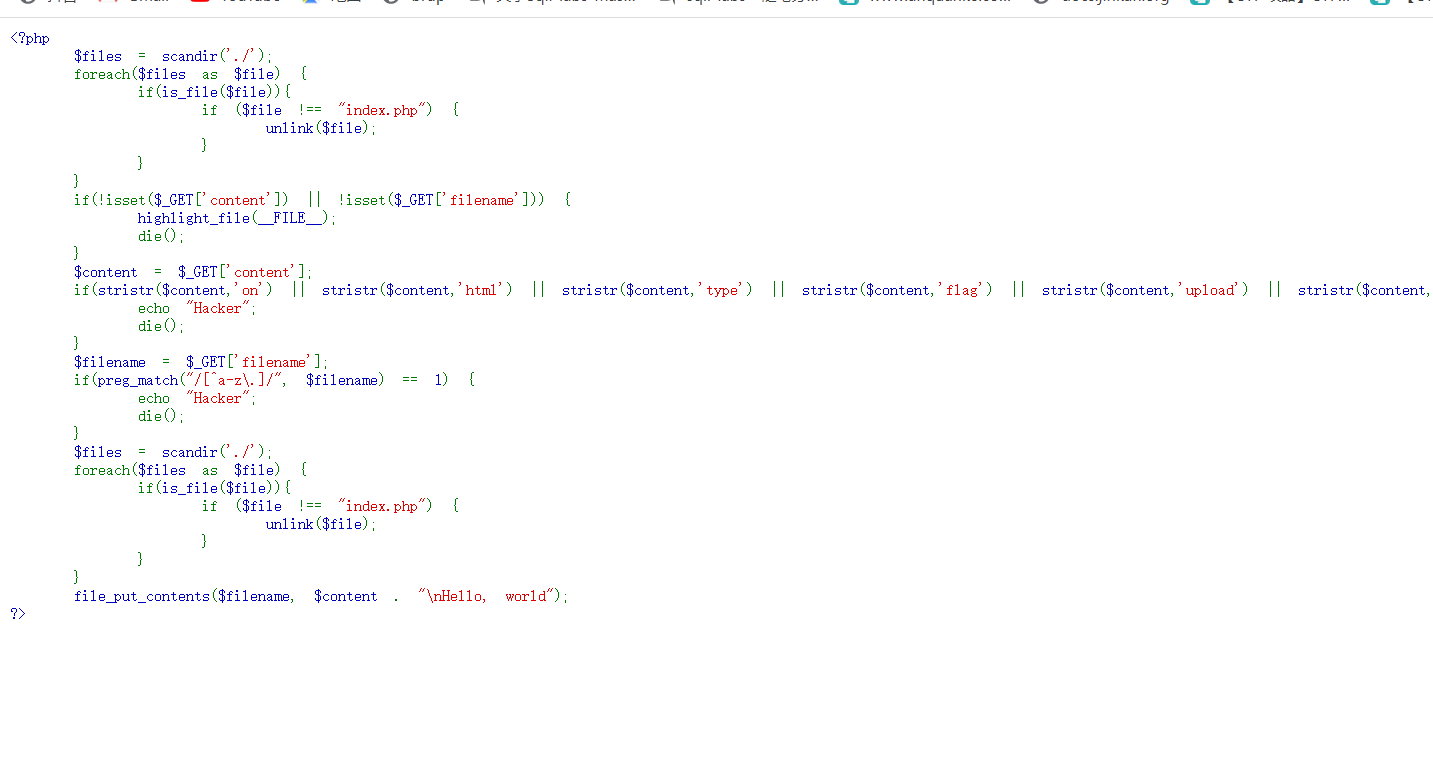 Gmail
YouTube
<?php
$files = scandir('./');
foreach($files as $file) {
if(is_file($file)){
if ($file !== "index.php") {
unlink($file);
}
}
}
if(!isset($_GET['content']) || !isset($_GET['filename'])) {
highlight_file(__FILE__);
die();
}
$content = $_GET['content'];
if(stristr($content,'on') || stristr($content,'html') || stristr($content,'type') || stristr($content,'flag') || stristr($content,'upload') || stristr($content,
echo "Hacker";
die();
}
$filename = $_GET['filename'];
if(preg_match("/[^a-z\.]/", $filename) == 1) {
echo "Hacker";
die();
}
$files = scandir('./');
foreach($files as $file) {
if(is_file($file)){
if ($file !== "index.php") {
unlink($file);
}
}
}
file_put_contents($filename, $content . "\nHello, world");
?>